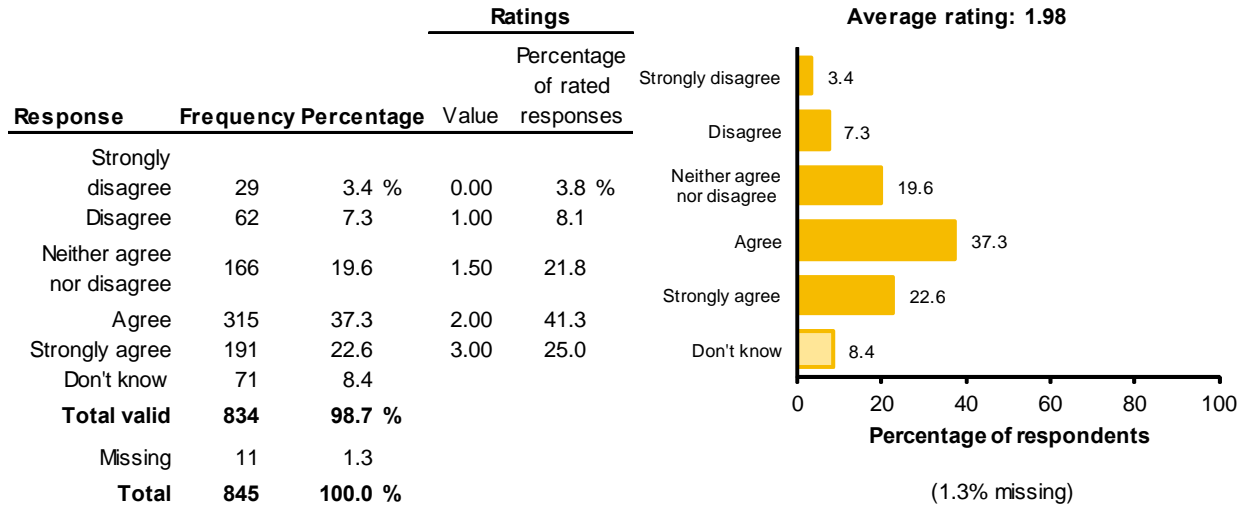 Ratings
Response Frequency Percentage Value Percentage of rated responses
Strongly disagree 29 3.4 % 0.00 3.8 %
Disagree 62 7.3 1.00 8.1
Neither agree nor disagree 166 19.6 1.50 21.8
Agree 315 37.3 2.00 41.3
Strongly agree 191 22.6 3.00 25.0
Don't know 71 8.4
Total valid 834 98.7 %
Missing 11 1.3
Total 845 100.0 %
Average rating: 1.98
Strongly disagree 3.4
Disagree 7.3
Neither agree
nor disagree 19.6
Agree 37.3
Strongly agree 22.6
Don't know 8.4
0 20 40 60 80 100
Percentage of respondents
(1.3% missing)